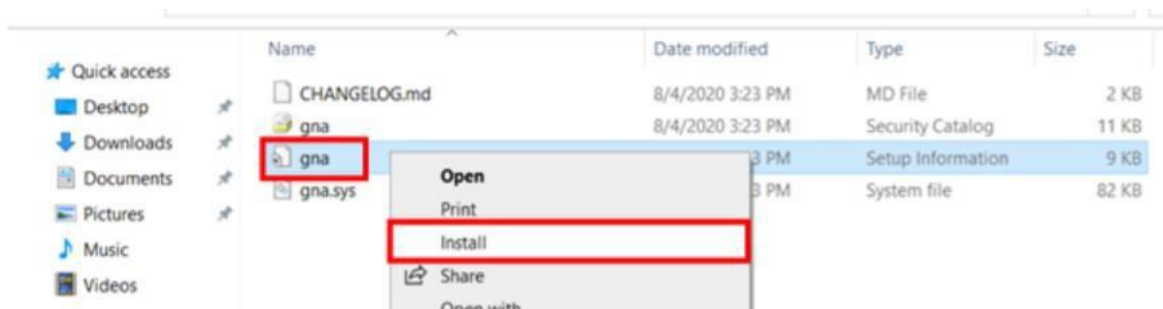 Name Date modified Type Size
Quick access
Desktop
Downloads
Documents
Pictures
Music
Videos
CHANGELOG.md 8/4/2020 3:23 PM MD File 2 KB
gna 8/4/2020 3:23 PM Security Catalog 11 KB
gna 3 PM Setup Information 9 KB
gna.sys 3 PM System file 82 KB
Open
Print
Install
Share
Open with